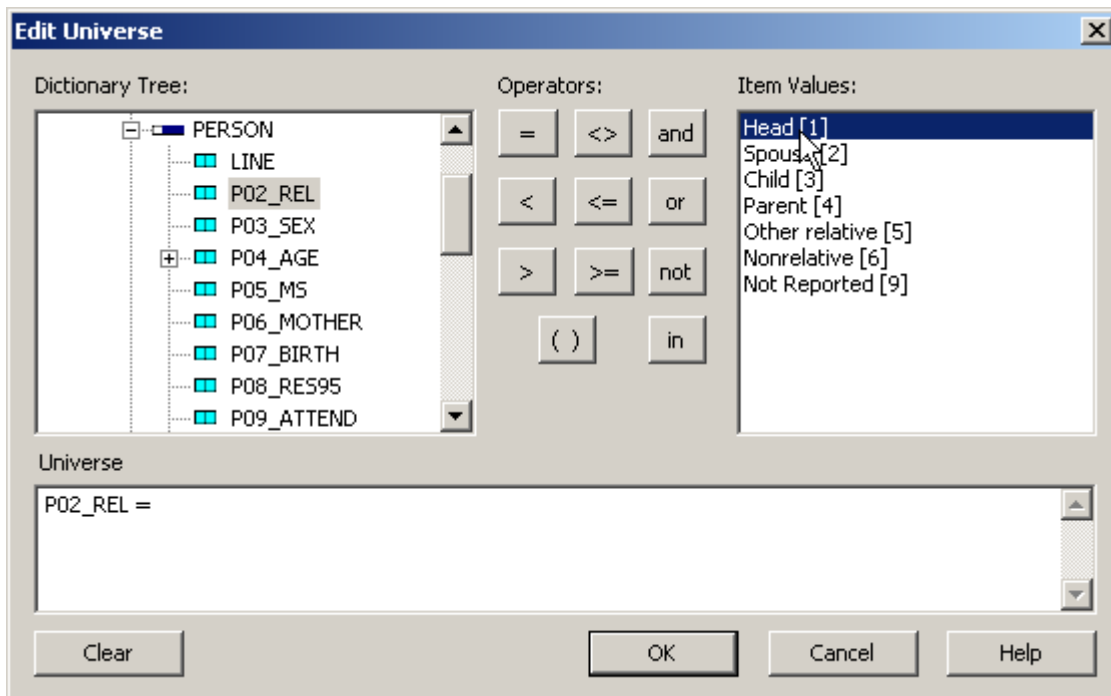 Edit Universe
Dictionary Tree:
PERSON
LINE
P02_REL
P03_SEX
P04_AGE
P05_MS
P06_MOTHER
P07_BIRTH
P08_RES95
P09_ATTEND
Operators:
= <> and
< <= or
> >= not
( ) in
Item Values:
Head [1]
Spouse [2]
Child [3]
Parent [4]
Other relative [5]
Nonrelative [6]
Not Reported [9]
Universe
P02_REL =
Clear OK Cancel Help